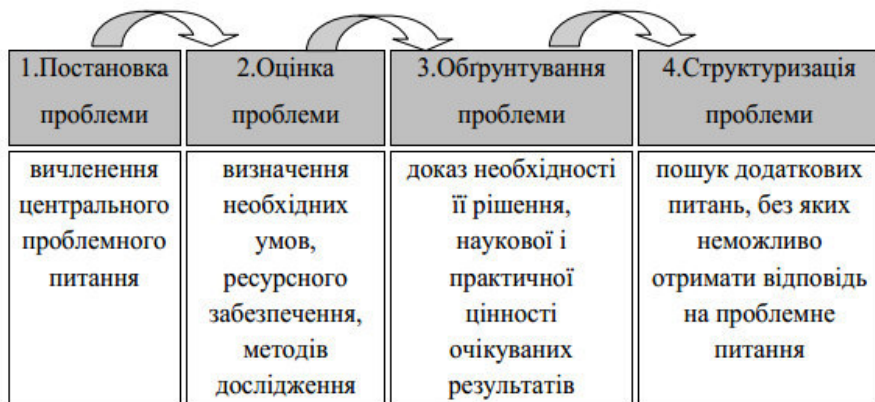 1.Постановка
проблеми
2.Оцінка
проблеми
3.Обґрунтування
проблеми
4.Структуризація
проблеми
вичленення
центрального
проблемного
питання
визначення
необхідних
умов,
ресурсного
забезпечення,
методів
дослідження
доказ необхідності
її рішення,
наукової і
практичної
цінності
очікуваних
результатів
пошук додаткових
питань, без яких
неможливо
отримати відповідь
на проблемне
питання